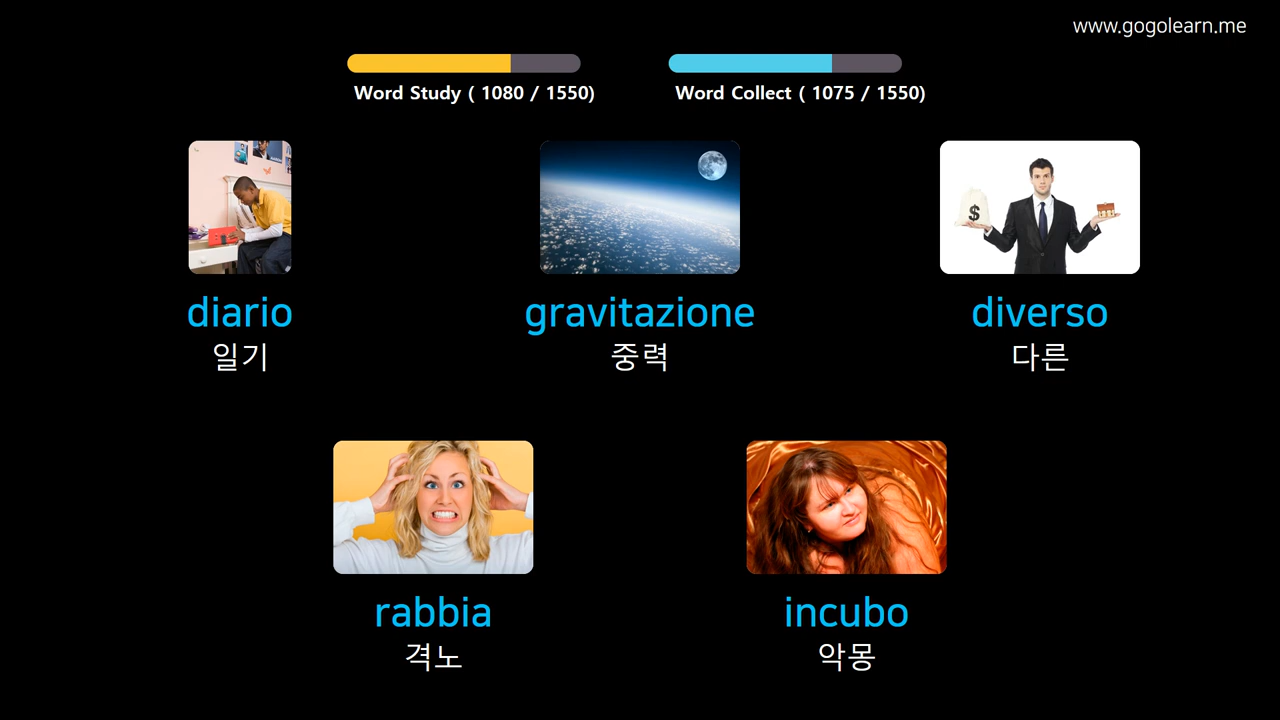 www.gogolearn.me
Word Study ( 1080 / 1550)
Word Collect ( 1075 / 1550)
diario
일기
gravitazione
중력
diverso
다른
$
rabbia
격노
incubo
악몽